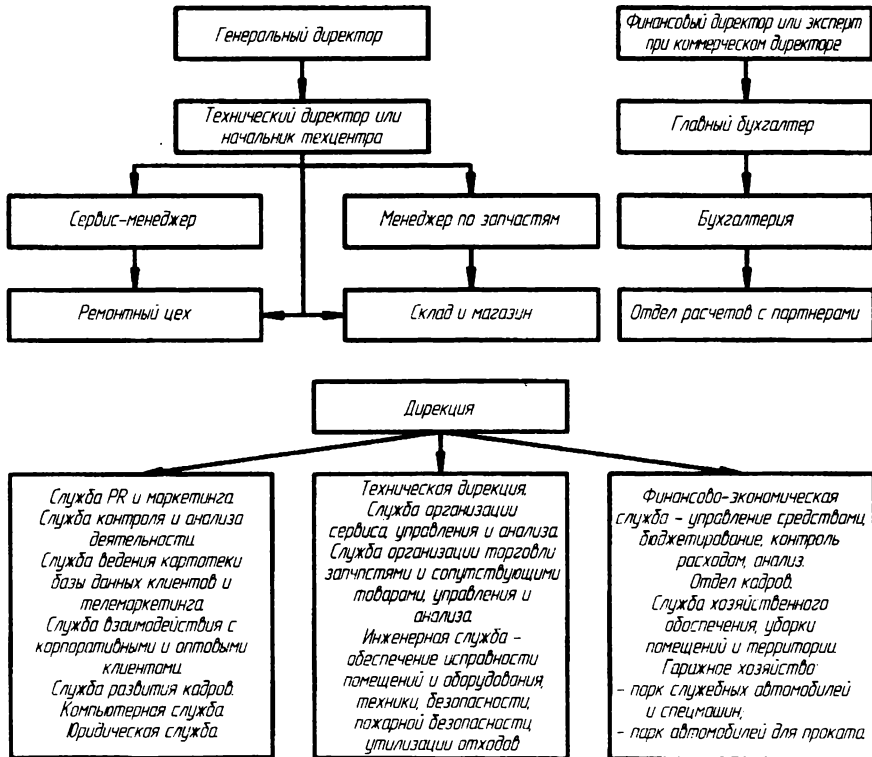 Генеральный директор
Финансовый директор или эксперт
при коммерческом директоре
Технический директор или
начальник техцентра
Главный бухгалтер
Сервис-менеджер
Менеджер по запчастям
Бухгалтерия
Ремонтный цех
Склад и магазин
Отдел расчетов с партнерами
Дирекция
Служба PR и маркетинга.
Служба контроля и анализа
деятельности.
Служба ведения картотеки
базы данных клиентов и
телемаркетинга.
Служба взаимодействия с
корпоративными и оптовыми
клиентами.
Служба развития кадров.
Компьютерная служба.
Юридическая служба.
Техническая дирекция.
Служба организации
сервиса, управления и анализа.
Служба организации торговли
запчпстями и сопутствующими
товарами, управления и
анализа.
Инженерная служба -
обеспечение исправности
помещений и оборудования,
техники, безопасности,
пожарной безопасности,
утилизации отходов
Финансово-экономическая
служба - управление средствами,
бюджетирование, контроль
расходом, анализ.
Отдел кадров.
Служба хозяйственного
обоспечения, уборки
помещений и территории.
Гаражное хозяйство:
- парк служебных автомобилей
и спецмашин;
- парк автомобилей для проката.